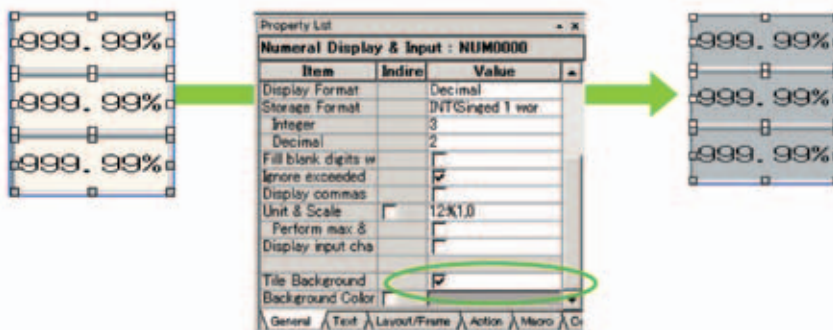 999.99%
999.99%
999.99%
Property List
Numeral Display & Input : NUM0000
Item Indire Value
Display Format Decimal
Storage Format INT(Singed 1 wor
Integer 3
Decimal 2
Fill blank digits w
Ignore exceeded
Display commas
Unit & Scale 12:%1,0
Perform max &
Display input cha
Tile Background
Background Color
General Text Layout/Frame Action Macro Co
999.99%
999.99%
999.99%